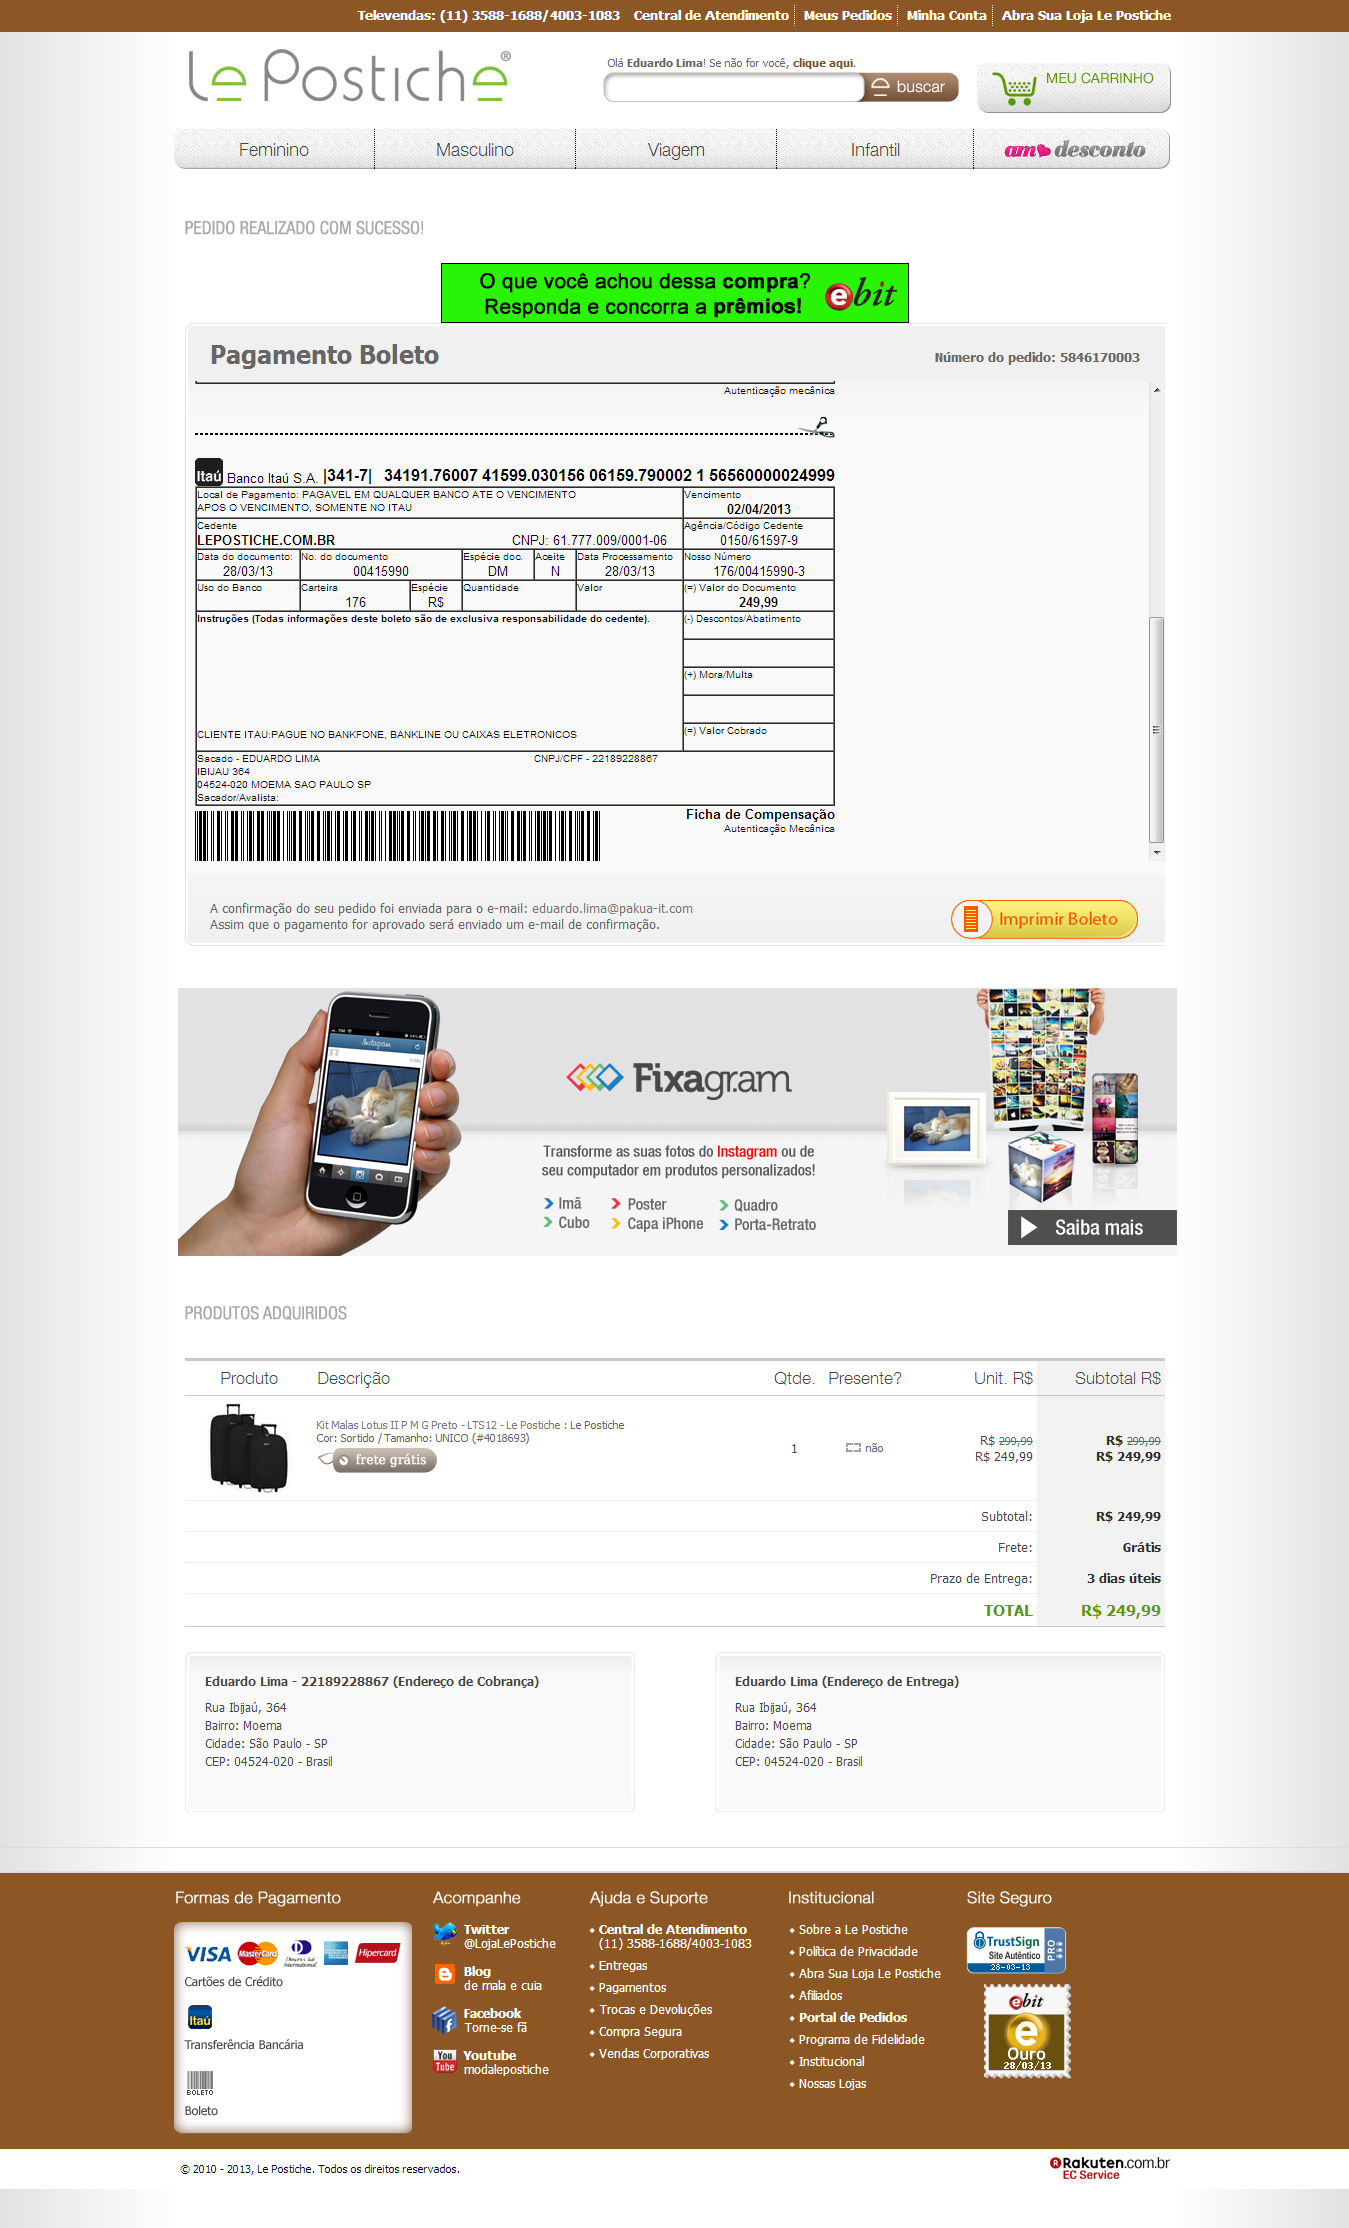 Televendas: (11) 3588-1688/4003-1083 Central de Atendimento Meus Pedidos Minha Conta Abra Sua Loja Le Postiche
Le Postiche®
Olá Eduardo Lima! Se não for você, clique aqui.
buscar
MEU CARRINHO
Feminino Masculino Viagem Infantil amo desconto
PEDIDO REALIZADO COM SUCESSO!
O que você achou dessa compra?
Responda e concorra a prêmios!
ebit
Pagamento Boleto
Número do pedido: 5846170003
Autenticação mecânica
Itaú Banco Itaú S.A. |341-7| 34191.76007 41599.030156 06159.790002 1 56560000024999
Local de Pagamento: PAGAVEL EM QUALQUER BANCO ATE O VENCIMENTO
APOS O VENCIMENTO, SOMENTE NO ITAU
Vencimento
02/04/2013
Cedente
LEPOSTICHE.COM.BR CNPJ: 61.777.009/0001-06
Agência/Código Cedente
0150/61597-9
Data do documento: No. do documento Espécie doc. Aceite Data Processamento Nosso Número
28/03/13 00415990 DM N 28/03/13 176/00415990-3
Uso do Banco Carteira Espécie Quantidade Valor (=) Valor do Documento
176 R$ 249,99
Instruções (Todas informações deste boleto são de exclusiva responsabilidade do cedente).
(-) Descontos/Abatimento
(+) Mora/Multa
(=) Valor Cobrado
CLIENTE ITAU:PAGUE NO BANKFONE, BANKLINE OU CAIXAS ELETRONICOS
Sacado - EDUARDO LIMA CNPJ/CPF - 22189228867
IBIJAU 364
04524-020 MOEMA SAO PAULO SP
Sacador/Avalista:
Ficha de Compensação
Autenticação Mecânica
A confirmação do seu pedido foi enviada para o e-mail: eduardo.lima@pakua-it.com
Assim que o pagamento for aprovado será enviado um e-mail de confirmação.
Imprimir Boleto
Instagram
Fixagram
Transforme as suas fotos do Instagram ou de
seu computador em produtos personalizados!
Imã Poster Quadro
Cubo Capa iPhone Porta-Retrato
Saiba mais
PRODUTOS ADQUIRIDOS
Produto Descrição Qtde. Presente? Unit. R$ Subtotal R$
Kit Malas Lotus II P M G Preto - LTS12 - Le Postiche : Le Postiche
Cor: Sortido / Tamanho: UNICO (#4018693)
frete grátis
1 não
R$ 299,99 R$ 299,99
R$ 249,99 R$ 249,99
Subtotal: R$ 249,99
Frete: Grátis
Prazo de Entrega: 3 dias úteis
TOTAL R$ 249,99
Eduardo Lima - 22189228867 (Endereço de Cobrança)
Rua Ibijaú, 364
Bairro: Moema
Cidade: São Paulo - SP
CEP: 04524-020 - Brasil
Eduardo Lima (Endereço de Entrega)
Rua Ibijaú, 364
Bairro: Moema
Cidade: São Paulo - SP
CEP: 04524-020 - Brasil
Formas de Pagamento
VISA MasterCard Diners Club International Hipercard
Cartões de Crédito
Itaú
Transferência Bancária
BOLETO
Boleto
Acompanhe
Twitter
@LojaLePostiche
Blog
de mala e cuia
Facebook
Torne-se fã
You Tube
Youtube
modalepostiche
Ajuda e Suporte
Central de Atendimento
(11) 3588-1688/4003-1083
Entregas
Pagamentos
Trocas e Devoluções
Compra Segura
Vendas Corporativas
Institucional
Sobre a Le Postiche
Política de Privacidade
Abra Sua Loja Le Postiche
Afiliados
Portal de Pedidos
Programa de Fidelidade
Institucional
Nossas Lojas
Site Seguro
TrustSign
Site Autêntico
PRO
28-03-13
ebit
e
Ouro
28/03/13
© 2010 - 2013, Le Postiche. Todos os direitos reservados.
Rakuten.com.br
EC Service